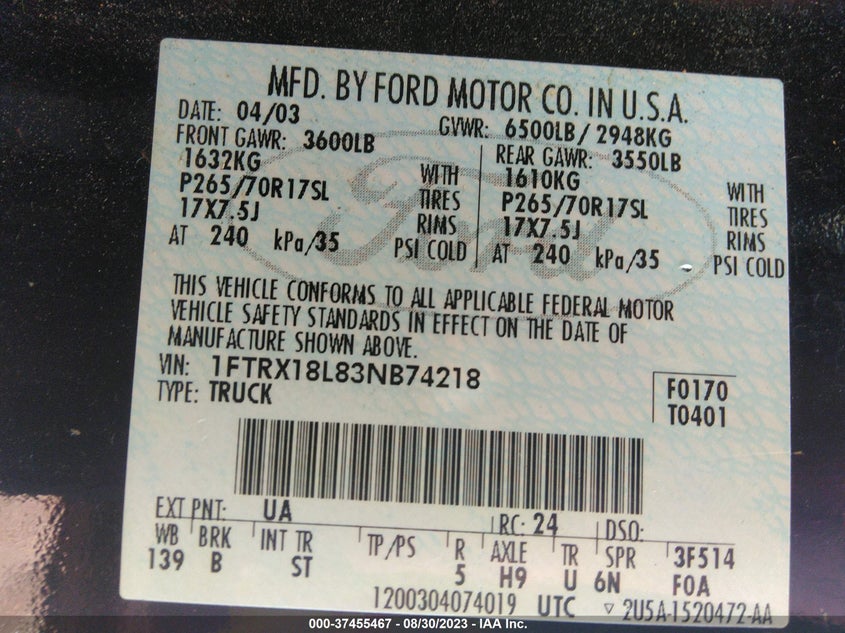 MFD. BY FORD MOTOR CO. IN U.S.A.
DATE: 04/03 GVWR: 6500LB/2948KG
FRONT GAWR: 3600LB REAR GAWR: 3550LB
1632KG WITH 1610KG WITH
P265/70R17SL TIRES P265/70R17SL TIRES
17X7.5J RIMS 17X7.5J RIMS
AT 240 kPa/35 PSI COLD AT 240 kPa/35 PSI COLD
Ford
THIS VEHICLE CONFORMS TO ALL APPLICABLE FEDERAL MOTOR
VEHICLE SAFETY STANDARDS IN EFFECT ON THE DATE OF
MANUFACTURE SHOWN ABOVE.
VIN: 1FTRX18L83NB74218
TYPE: TRUCK
F0170
T0401
EXT PNT: UA RC: 24 DSO:
WB BRK INT TR TP/PS R AXLE TR SPR 3F514
139 B ST 5 H9 U 6N F0A
1200304074019 UTC ▽ 2U5A-1520472-AA
000-37455467 - 08/30/2023 - IAA Inc.